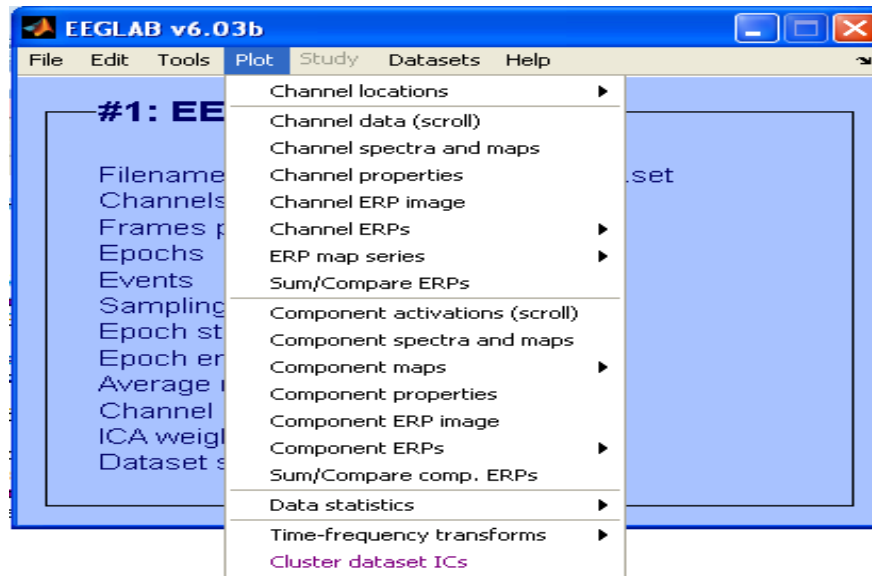 EEGLAB v6.03b
File Edit Tools Plot Study Datasets Help
#1: EE
Channel locations
Channel data (scroll)
Channel spectra and maps
Filename
Channel properties
.set
Channels
Channel ERP image
Frames
Channel ERPs
Epochs
ERP map series
Events
Sum/Compare ERPs
Sampling
Component activations (scroll)
Epoch st
Component spectra and maps
Epoch er
Component maps
Average
Component properties
Channel
Component ERP image
ICA weigl
Component ERPs
Dataset s
Sum/Compare comp. ERPs
Data statistics
Time-frequency transforms
Cluster dataset ICs